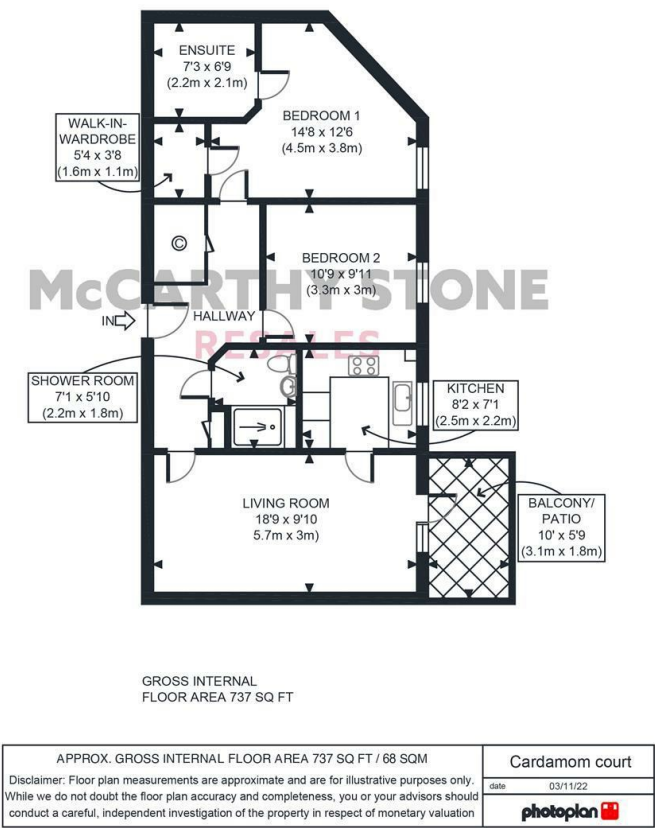 ENSUITE
7'3 x 6'9
(2.2m x 2.1m)
WALK-IN-
WARDROBE
5'4 x 3'8
(1.6m x 1.1m)
BEDROOM 1
14'8 x 12'6
(4.5m x 3.8m)
C
BEDROOM 2
10'9 x 9'11
(3.3m x 3m)
McCARTHY STONE
RESALES
IN
HALLWAY
SHOWER ROOM
7'1 x 5'10
(2.2m x 1.8m)
KITCHEN
8'2 x 7'1
(2.5m x 2.2m)
LIVING ROOM
18'9 x 9'10
5.7m x 3m)
BALCONY/
PATIO
10' x 5'9
(3.1m x 1.8m)
GROSS INTERNAL
FLOOR AREA 737 SQ FT
APPROX. GROSS INTERNAL FLOOR AREA 737 SQ FT / 68 SQM
Disclaimer: Floor plan measurements are approximate and are for illustrative purposes only.
While we do not doubt the floor plan accuracy and completeness, you or your advisors should
conduct a careful, independent investigation of the property in respect of monetary valuation
Cardamom court
date 03/11/22
photoplan